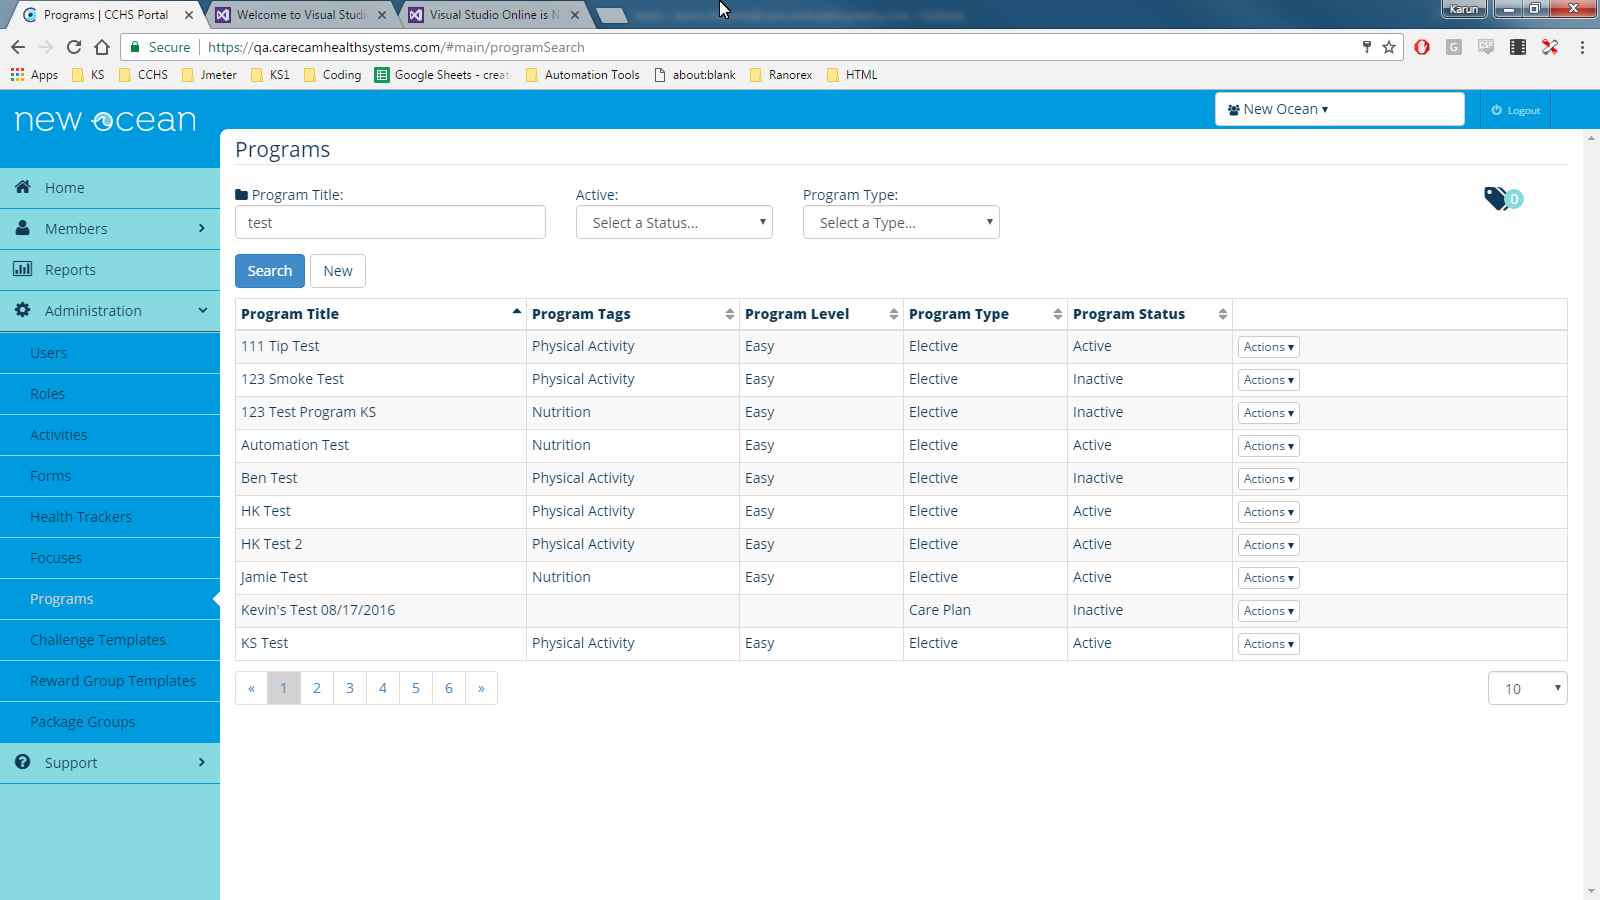 Programs | CCHS Portal
Welcome to Visual Studi
Visual Studio Online is N
Karun
Secure
https://qa.carecamhealthsystems.com/#main/programSearch
Apps KS CCHS Jmeter KS1 Coding Google Sheets - creat Automation Tools about:blank Ranorex HTML
new ocean
New Ocean ▾
Logout
Home
Members
Reports
Administration
Users
Roles
Activities
Forms
Health Trackers
Focuses
Programs
Challenge Templates
Reward Group Templates
Package Groups
Support
Programs
Program Title: Active: Program Type:
test Select a Status... Select a Type...
0
Search New
Program Title Program Tags Program Level Program Type Program Status
111 Tip Test Physical Activity Easy Elective Active Actions ▾
123 Smoke Test Physical Activity Easy Elective Inactive Actions ▾
123 Test Program KS Nutrition Easy Elective Inactive Actions ▾
Automation Test Nutrition Easy Elective Active Actions ▾
Ben Test Physical Activity Easy Elective Inactive Actions ▾
HK Test Physical Activity Easy Elective Active Actions ▾
HK Test 2 Physical Activity Easy Elective Active Actions ▾
Jamie Test Nutrition Easy Elective Active Actions ▾
Kevin's Test 08/17/2016 Care Plan Inactive Actions ▾
KS Test Physical Activity Easy Elective Active Actions ▾
« 1 2 3 4 5 6 »
10